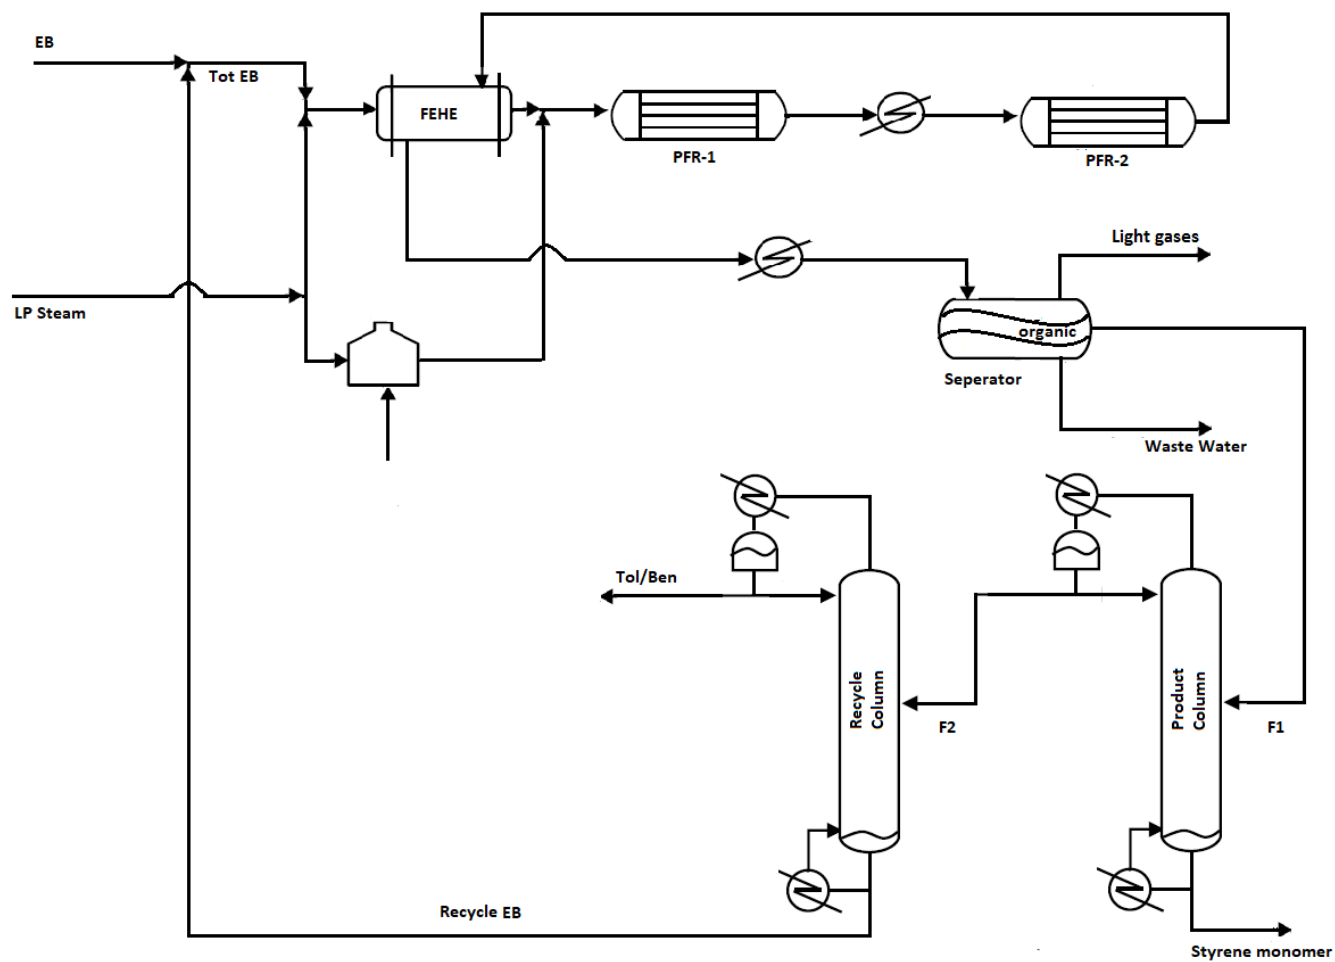 EB
Tot EB
FEHE
PFR-1
PFR-2
Light gases
LP Steam
organic
Seperator
Waste Water
Tol/Ben
Recycle
Column
Product
Column
F2
F1
Recycle EB
Styrene monomer